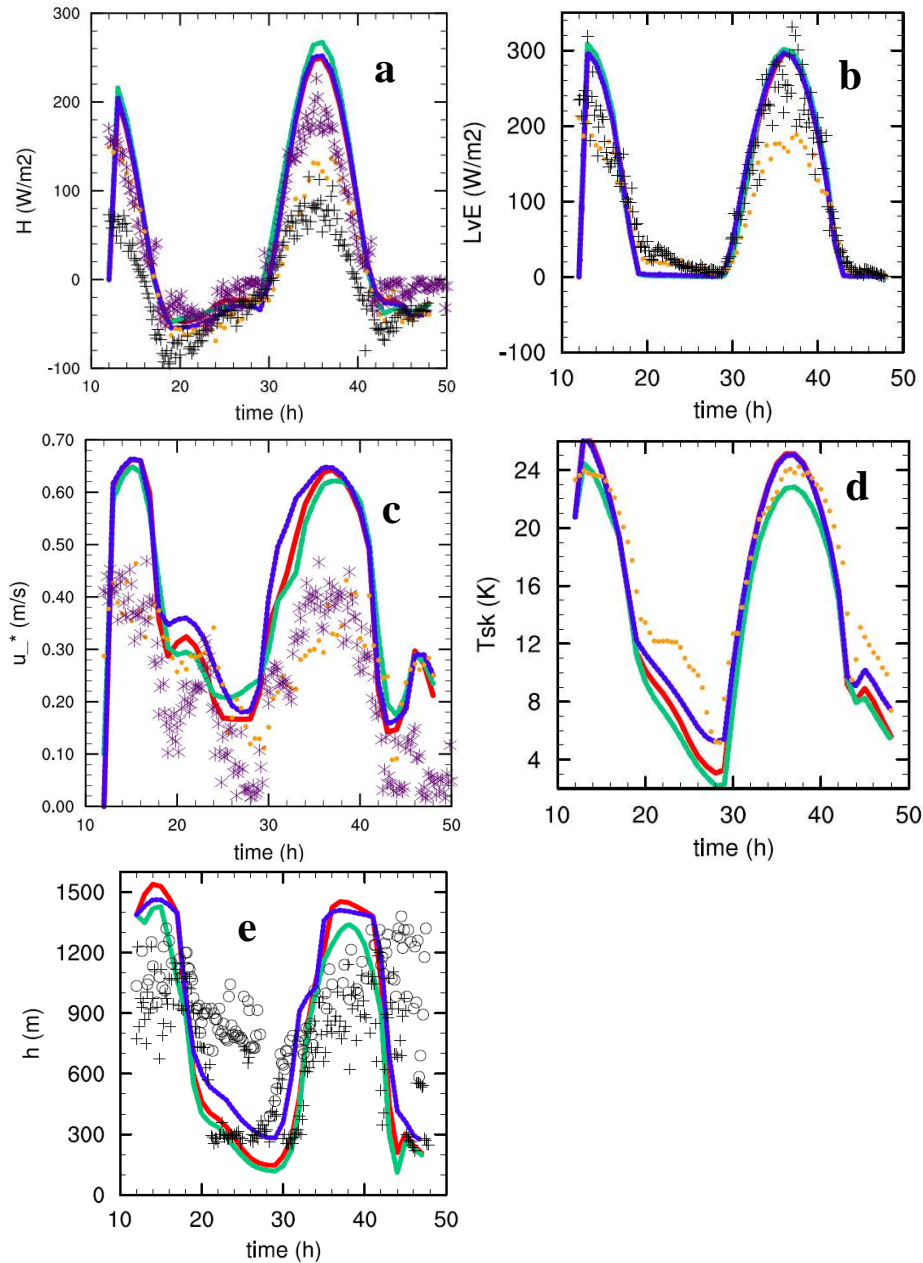 300
200
100
0
-100
H (W/m2)
a
10 20 30 40 50
time (h)
300
200
100
0
-100
LvE (W/m2)
b
10 20 30 40 50
time (h)
0.70
0.60
0.50
0.40
0.30
0.20
0.10
0.00
u_* (m/s)
c
10 20 30 40 50
time (h)
24
20
16
12
8
4
Tsk (K)
d
10 20 30 40 50
time (h)
1500
1200
900
600
300
0
h (m)
e
10 20 30 40 50
time (h)